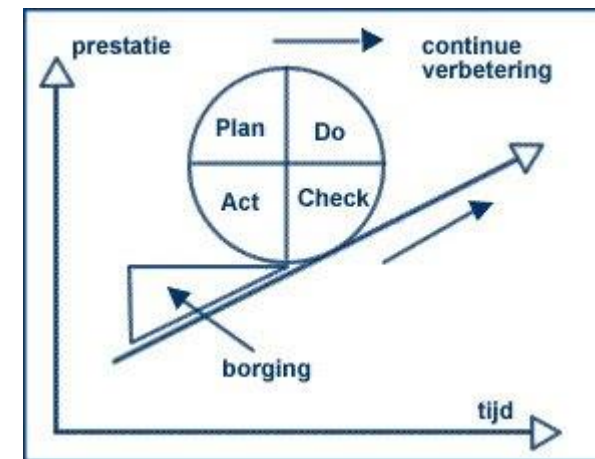 prestatie
continue
verbetering
Plan
Do
Act
Check
borging
tijd